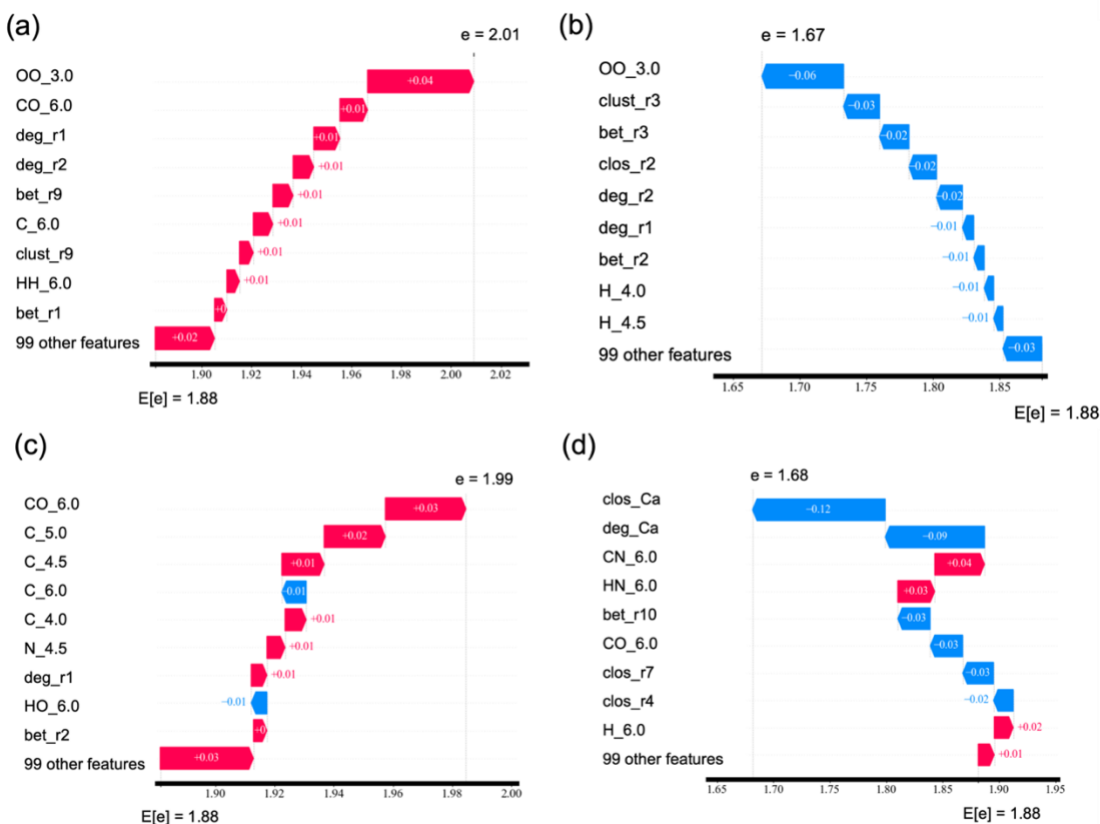 (a)
e = 2.01
OO_3.0 +0.04
CO_6.0 +0.01
deg_r1 +0.01
deg_r2 +0.01
bet_r9 +0.01
C_6.0 +0.01
clust_r9 +0.01
HH_6.0 +0.01
bet_r1 +0
99 other features +0.02
1.90 1.92 1.94 1.96 1.98 2.00 2.02
E[e] = 1.88
(b)
e = 1.67
OO_3.0 −0.06
clust_r3 −0.03
bet_r3 −0.02
clos_r2 −0.02
deg_r2 −0.02
deg_r1 −0.01
bet_r2 −0.01
H_4.0 −0.01
H_4.5 −0.01
99 other features −0.03
1.65 1.70 1.75 1.80 1.85
E[e] = 1.88
(c)
e = 1.99
CO_6.0 +0.03
C_5.0 +0.02
C_4.5 +0.01
C_6.0 −0.01
C_4.0 +0.01
N_4.5 +0.01
deg_r1 +0.01
HO_6.0 −0.01
bet_r2 +0
99 other features +0.03
1.90 1.92 1.94 1.96 1.98 2.00
E[e] = 1.88
(d)
e = 1.68
clos_Ca −0.12
deg_Ca −0.09
CN_6.0 +0.04
HN_6.0 +0.03
bet_r10 −0.03
CO_6.0 −0.03
clos_r7 −0.03
clos_r4 −0.02
H_6.0 +0.02
99 other features +0.01
1.65 1.70 1.75 1.80 1.85 1.90 1.95
E[e] = 1.88